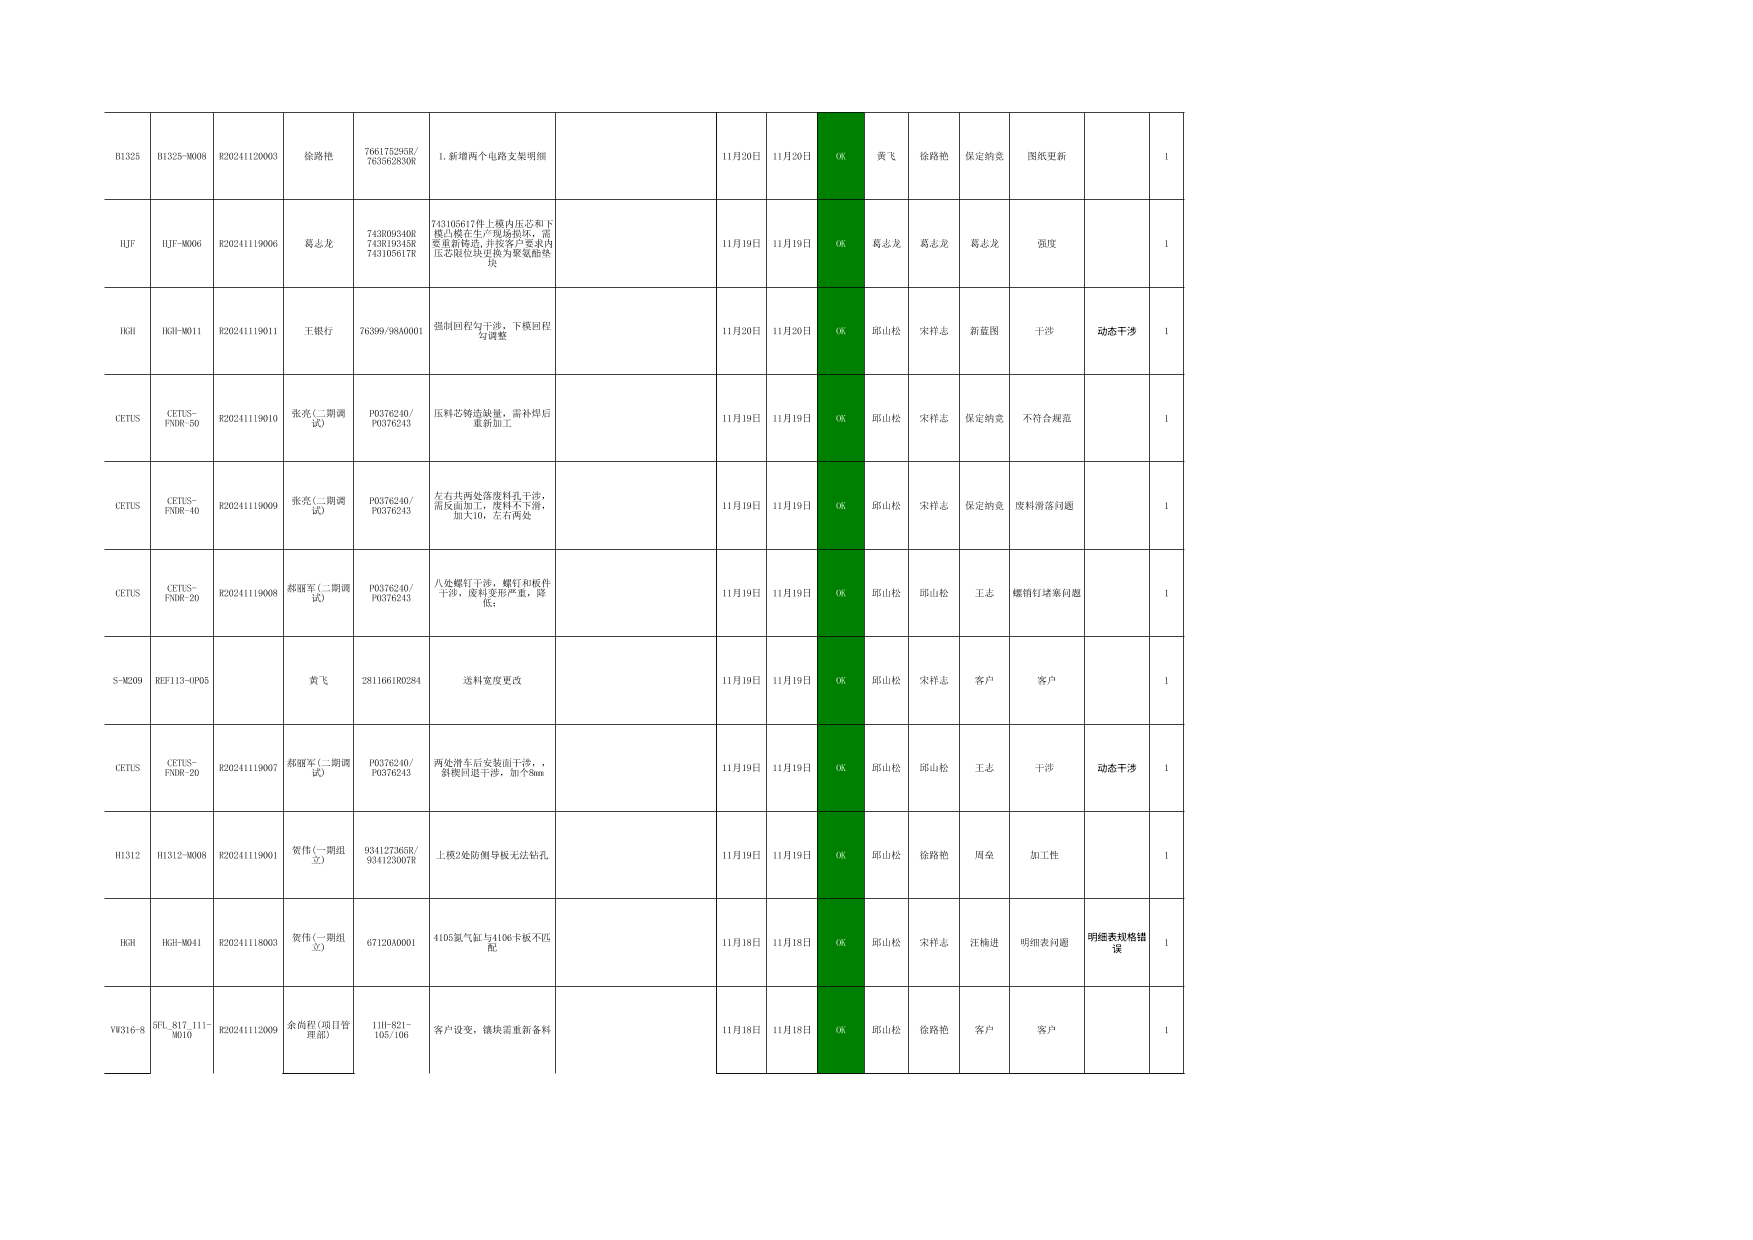 B1325 B1325-M008 R20241120003 徐路艳 766175295R/ 763562830R 1.新增两个电路支架明细 11月20日 11月20日 OK 黄飞 徐路艳 保定纳竞 图纸更新 1
HJF HJF-M006 R20241119006 葛志龙 743R09340R 743R19345R 743105617R 743105617件上模内压芯和下模凸模在生产现场损坏，需要重新铸造,并按客户要求内压芯限位块更换为聚氨酯垫块 11月19日 11月19日 OK 葛志龙 葛志龙 葛志龙 强度 1
HGH HGH-M011 R20241119011 王银行 76399/98A0001 强制回程勾干涉，下模回程勾调整 11月20日 11月20日 OK 邱山松 宋祥志 新蓝图 干涉 动态干涉 1
CETUS CETUS-FNDR-50 R20241119010 张亮(二期调试) P0376240/ P0376243 压料芯铸造缺量，需补焊后重新加工 11月19日 11月19日 OK 邱山松 宋祥志 保定纳竞 不符合规范 1
CETUS CETUS-FNDR-40 R20241119009 张亮(二期调试) P0376240/ P0376243 左右共两处落废料孔干涉，需反面加工，废料不下滑，加大10，左右两处 11月19日 11月19日 OK 邱山松 宋祥志 保定纳竞 废料滑落问题 1
CETUS CETUS-FNDR-20 R20241119008 郝丽军(二期调试) P0376240/ P0376243 八处螺钉干涉，螺钉和板件干涉，废料变形严重，降低； 11月19日 11月19日 OK 邱山松 邱山松 王志 螺销钉堵塞问题 1
S-M209 REF113-OP05 黄飞 2811661R0284 送料宽度更改 11月19日 11月19日 OK 邱山松 宋祥志 客户 客户 1
CETUS CETUS-FNDR-20 R20241119007 郝丽军(二期调试) P0376240/ P0376243 两处滑车后安装面干涉，，斜楔回退干涉，加个8mm 11月19日 11月19日 OK 邱山松 邱山松 王志 干涉 动态干涉 1
H1312 H1312-M008 R20241119001 贺伟(一期组立) 934127365R/ 934123007R 上模2处防侧导板无法钻孔 11月19日 11月19日 OK 邱山松 徐路艳 周垒 加工性 1
HGH HGH-M041 R20241118003 贺伟(一期组立) 67120A0001 4105氮气缸与4106卡板不匹配 11月18日 11月18日 OK 邱山松 宋祥志 汪楠进 明细表问题 明细表规格错误 1
VW316-8 5FL_817_111-M010 R20241112009 余尚程(项目管理部) 11H-821-105/106 客户设变，镶块需重新备料 11月18日 11月18日 OK 邱山松 徐路艳 客户 客户 1